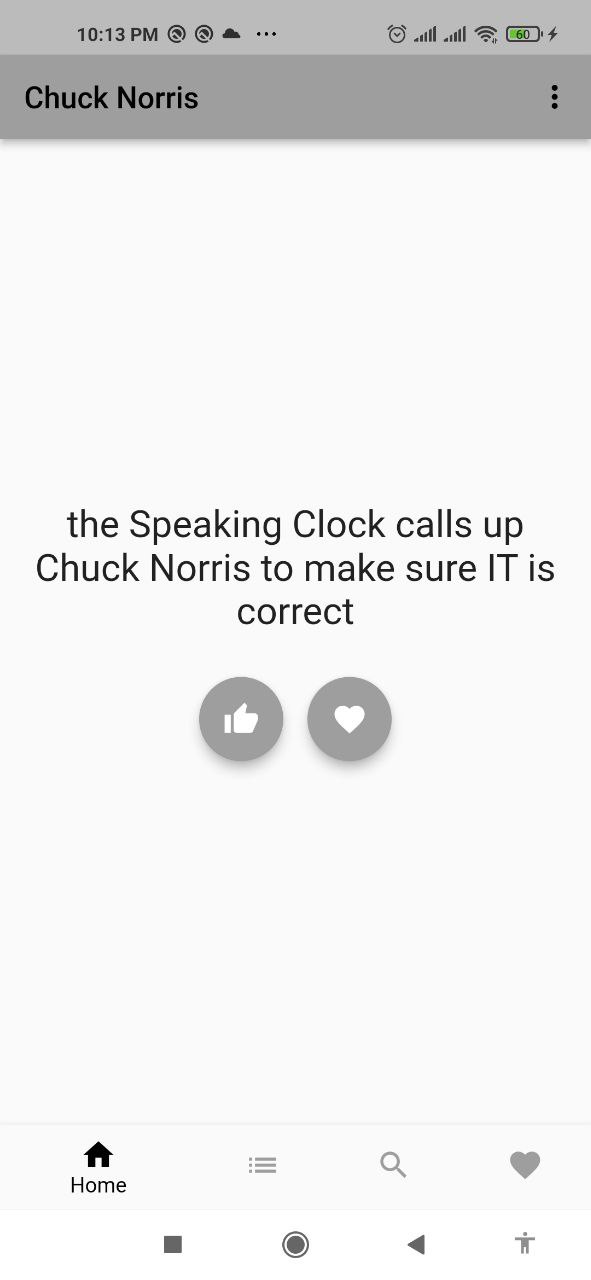 10:13 PM
60
Chuck Norris
the Speaking Clock calls up
Chuck Norris to make sure IT is
correct
Home